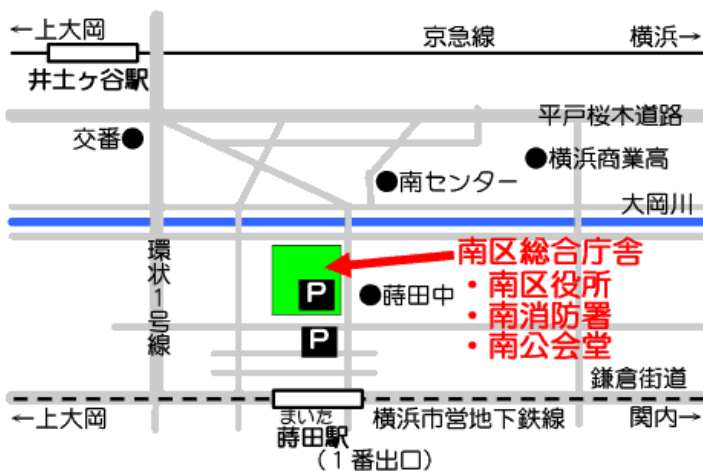 ←上大岡
京急線
横浜→
井土ヶ谷駅
平戸桜木道路
交番●
●横浜商業高
●南センター
大岡川
環状1号線
南区総合庁舎
・南区役所
・南消防署
・南公会堂
P
●蒔田中
P
鎌倉街道
←上大岡
まいた
蒔田駅
(1番出口)
横浜市営地下鉄線
関内→